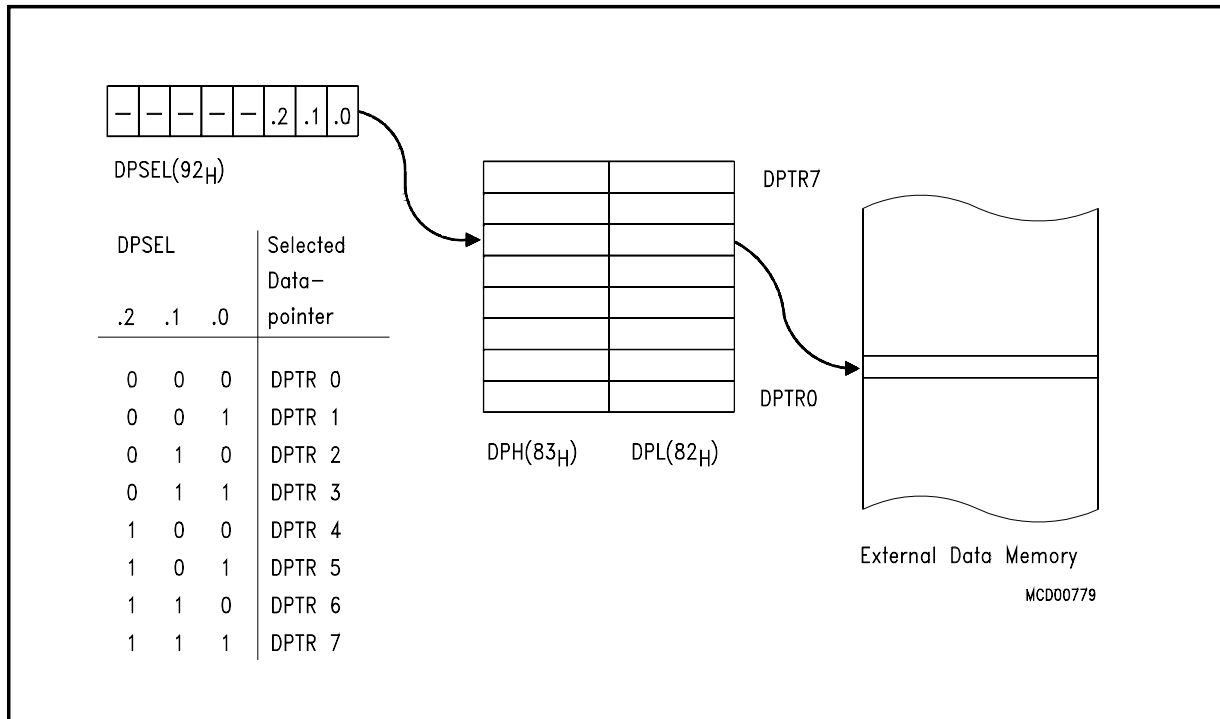 – – – – – .2 .1 .0
DPSEL(92H)
DPSEL Selected
Data–
.2 .1 .0 pointer
0 0 0 DPTR 0
0 0 1 DPTR 1
0 1 0 DPTR 2
0 1 1 DPTR 3
1 0 0 DPTR 4
1 0 1 DPTR 5
1 1 0 DPTR 6
1 1 1 DPTR 7
DPTR7
DPTR0
DPH(83H) DPL(82H)
External Data Memory
MCD00779